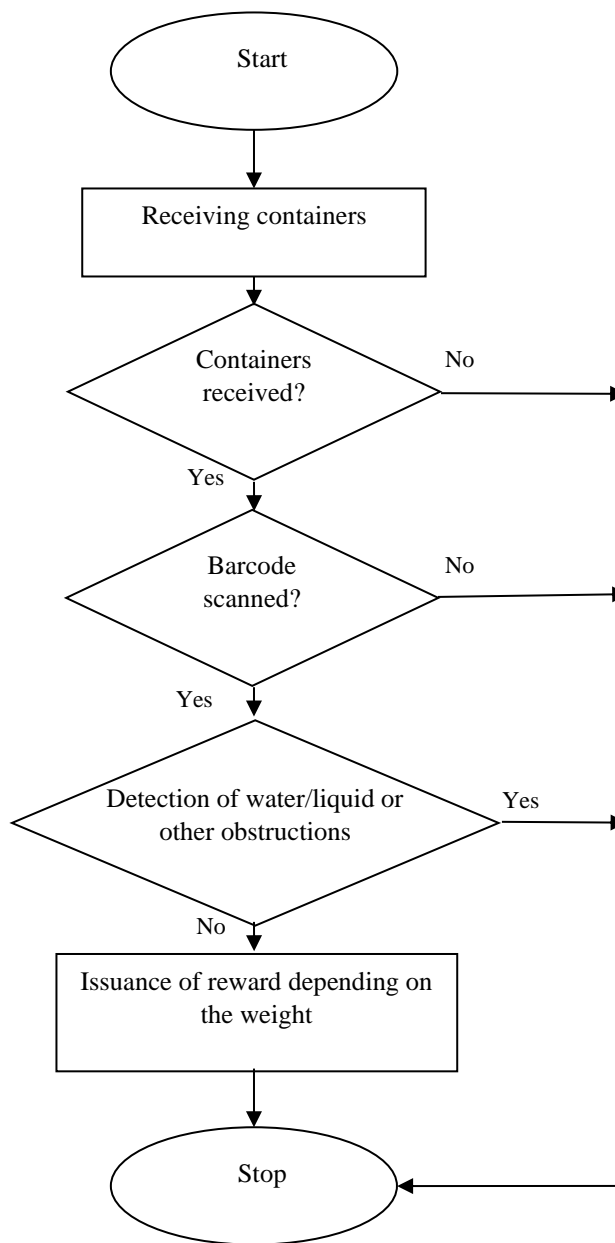 Start
Receiving containers
Containers
received?
No
Yes
Barcode
scanned?
No
Yes
Detection of water/liquid or
other obstructions
Yes
No
Issuance of reward depending on
the weight
Stop